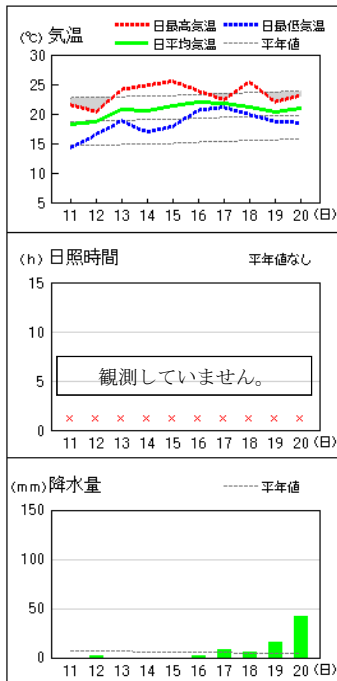 (℃) 気温
日最高気温 日最低気温
日平均気温 平年値
30
25
20
15
10
5
11 12 13 14 15 16 17 18 19 20 (日)
(h) 日照時間 平年値なし
15
10
5
0
観測していません。
× × × × × × × × × ×
11 12 13 14 15 16 17 18 19 20 (日)
(mm) 降水量 平年値
150
100
50
0
11 12 13 14 15 16 17 18 19 20 (日)